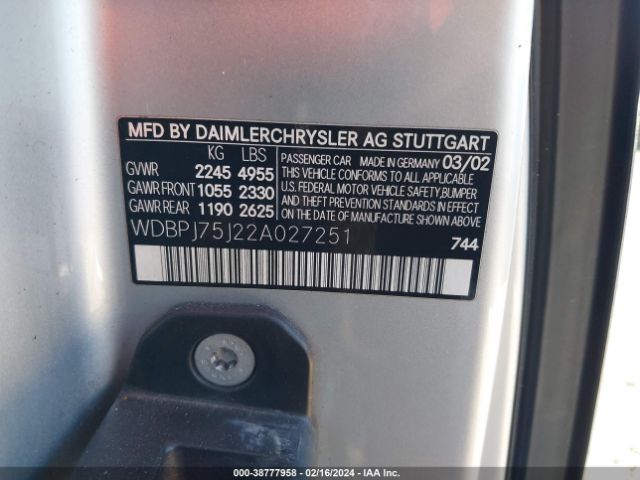 MFD BY DAIMLERCHRYSLER AG STUTTGART
KG LBS
GVWR 2245 4955
GAWR FRONT 1055 2330
GAWR REAR 1190 2625
PASSENGER CAR MADE IN GERMANY 03/02
THIS VEHICLE CONFORMS TO ALL APPLICABLE
U.S. FEDERAL MOTOR VEHICLE SAFETY,BUMPER
AND THEFT PREVENTION STANDARDS IN EFFECT
ON THE DATE OF MANUFACTURE SHOWN ABOVE.
WDBPJ75J22A027251 744
000-38777958 - 02/16/2024 - IAA Inc.